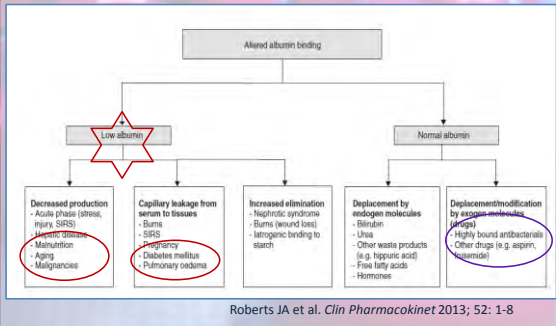 Altered albumin binding
Low albumin
Normal albumin
Decreased production
- Acute phase (stress,
injury, SIRS)
- Hepatic disease
- Malnutrition
- Aging
- Malignancies
Capillary leakage from
serum to tissues
- Burns
- SIRS
- Pregnancy
- Diabetes mellitus
- Pulmonary oedema
Increased elimination
- Nephrotic syndrome
- Burns (wound loss)
- Iatrogenic binding to
starch
Displacement by
endogen molecules
- Bilirubin
- Urea
- Other waste products
(e.g. hippuric acid)
- Free fatty acids
- Hormones
Displacement/modification
by exogen molecules
(drugs)
- Highly bound antibacterials
- Other drugs (e.g. aspirin,
furosemide)
Roberts JA et al. Clin Pharmacokinet 2013; 52: 1-8